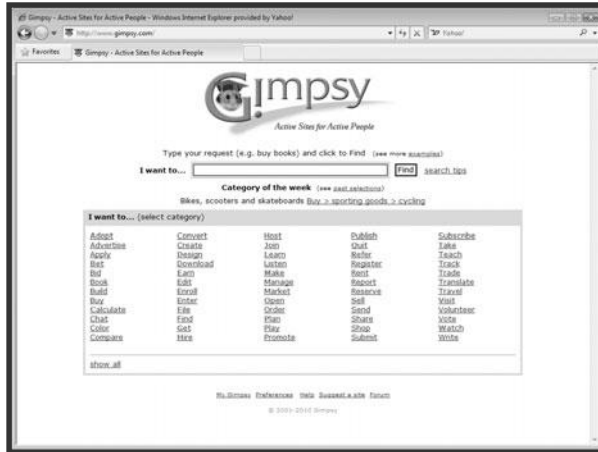 Gimpsy - Active Sites for Active People - Windows Internet Explorer provided by Yahoo!
http://www.gimpsy.com/
Yahoo!
Favorites Gimpsy - Active Sites for Active People
Gimpsy
Active Sites for Active People
Type your request (e.g. buy books) and click to Find (see more examples)
I want to... Find search tips
Category of the week (see past selections)
Bikes, scooters and skateboards Buy > sporting goods > cycling
I want to... (select category)
Adopt Convert Host Publish Subscribe
Advertise Create Join Quit Take
Apply Design Learn Refer Teach
Bet Download Listen Register Track
Bid Earn Make Rent Trade
Book Edit Manage Report Translate
Build Enroll Market Reserve Travel
Buy Enter Open Sell Visit
Calculate File Order Send Volunteer
Chat Find Plan Share Vote
Color Get Play Shop Watch
Compare Hire Promote Submit Write
show all
My Gimpsy Preferences Help Suggest a site Forum
© 2001-2010 Gimpsy